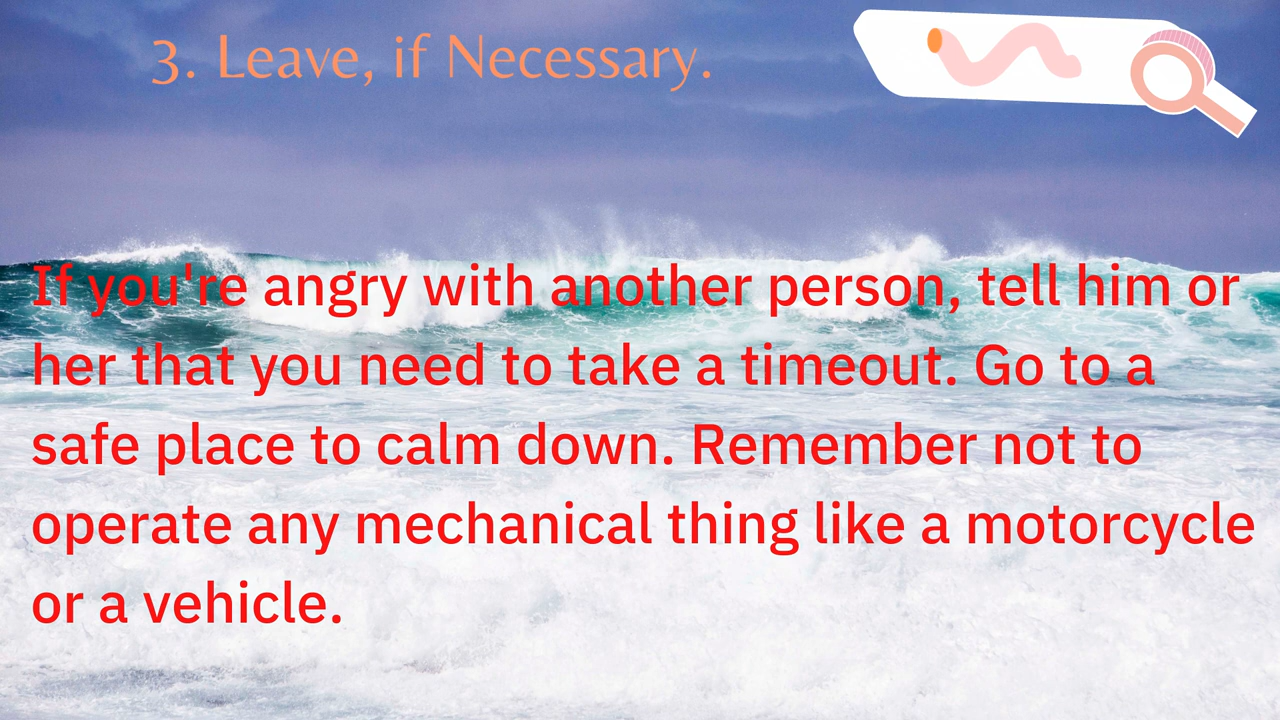 3. Leave, if Necessary.
If you're angry with another person, tell him or
her that you need to take a timeout. Go to a
safe place to calm down. Remember not to
operate any mechanical thing like a motorcycle
or a vehicle.